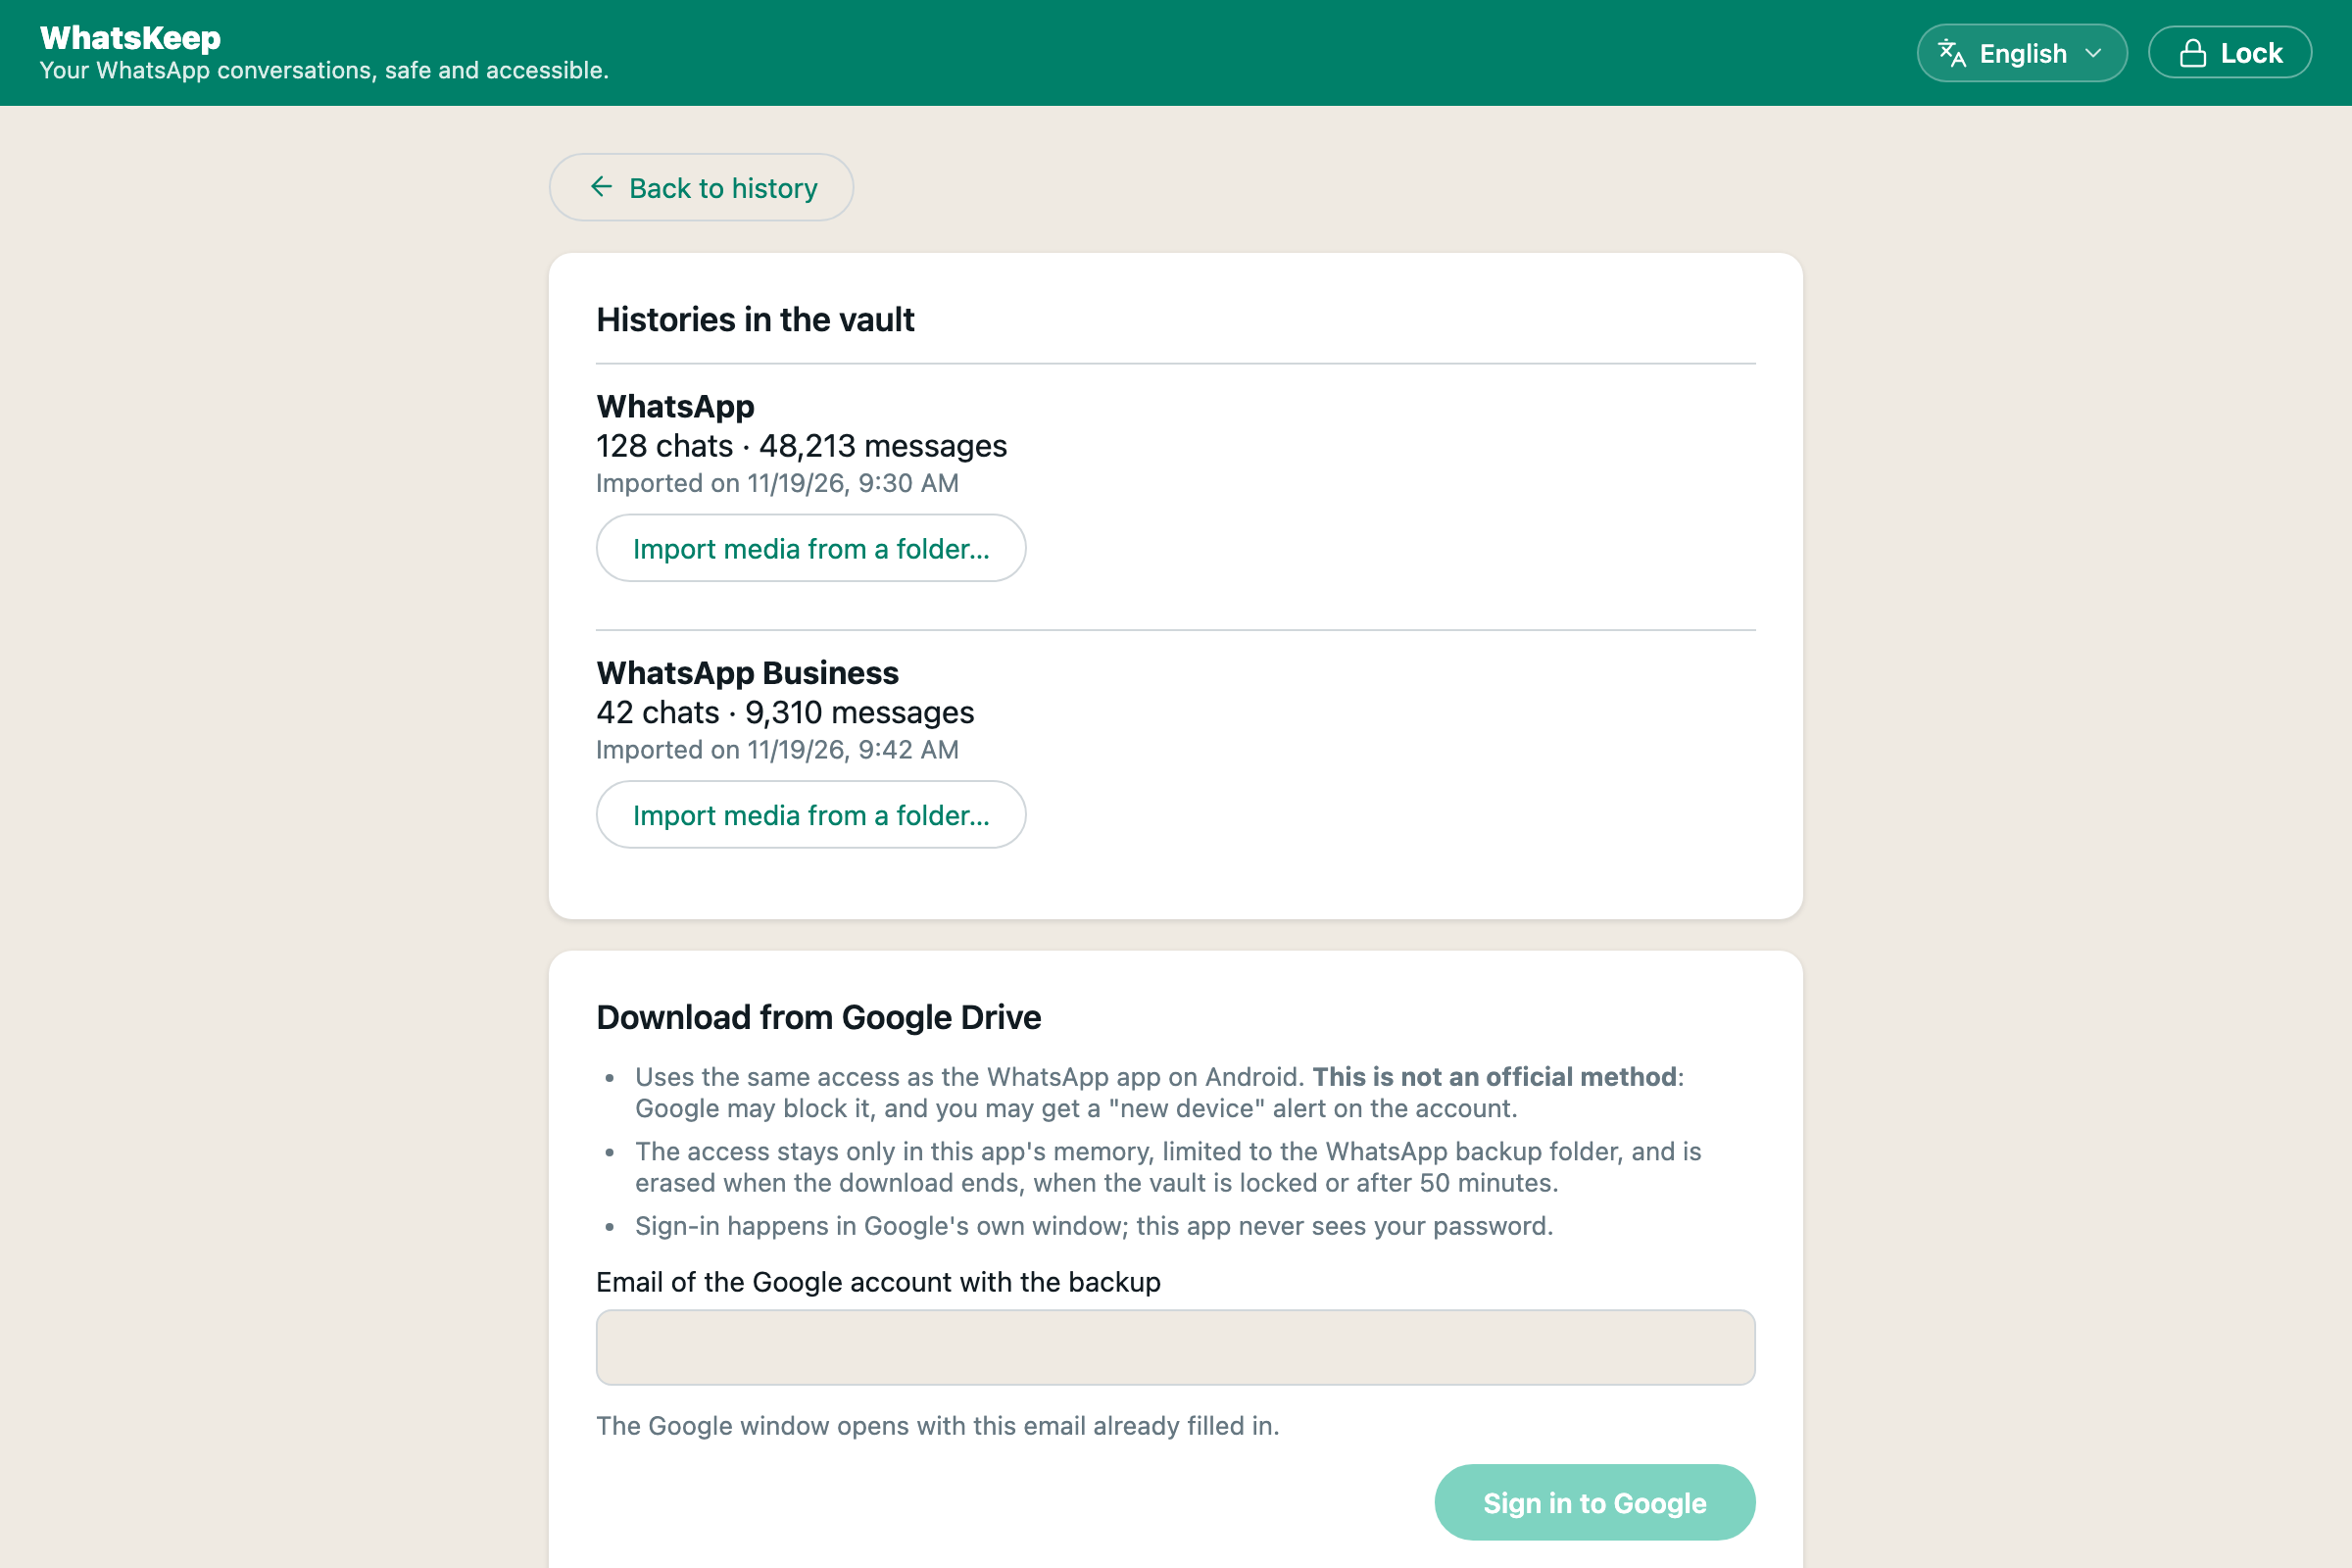 WhatsKeep
Your WhatsApp conversations, safe and accessible.
English
Lock
Back to history
Histories in the vault
WhatsApp
128 chats · 48,213 messages
Imported on 11/19/26, 9:30 AM
Import media from a folder...
WhatsApp Business
42 chats · 9,310 messages
Imported on 11/19/26, 9:42 AM
Import media from a folder...
Download from Google Drive
• Uses the same access as the WhatsApp app on Android. This is not an official method:
Google may block it, and you may get a "new device" alert on the account.
• The access stays only in this app's memory, limited to the WhatsApp backup folder, and is
erased when the download ends, when the vault is locked or after 50 minutes.
• Sign-in happens in Google's own window; this app never sees your password.
Email of the Google account with the backup
The Google window opens with this email already filled in.
Sign in to Google